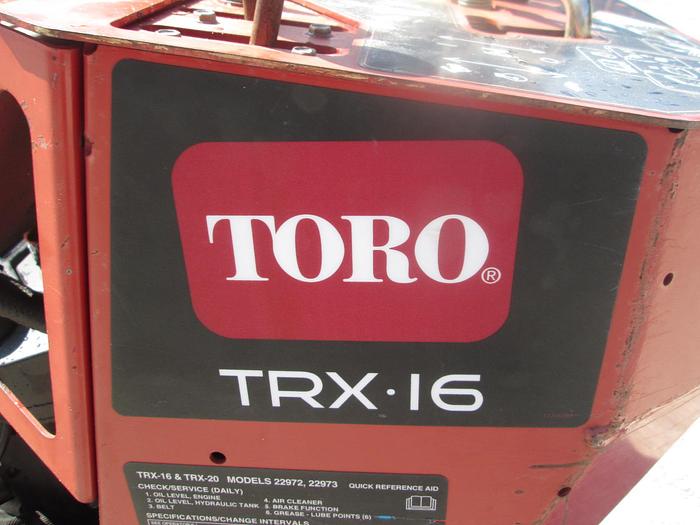 TORO®
TRX·16
TRX-16 & TRX-20 MODELS 22972, 22973 QUICK REFERENCE AID
CHECK/SERVICE (DAILY)
1. OIL LEVEL, ENGINE
2. OIL LEVEL, HYDRAULIC TANK
3. BELT
4. AIR CLEANER
5. BRAKE FUNCTION
6. GREASE - LUBE POINTS (6)
SPECIFICATIONS/CHANGE INTERVALS